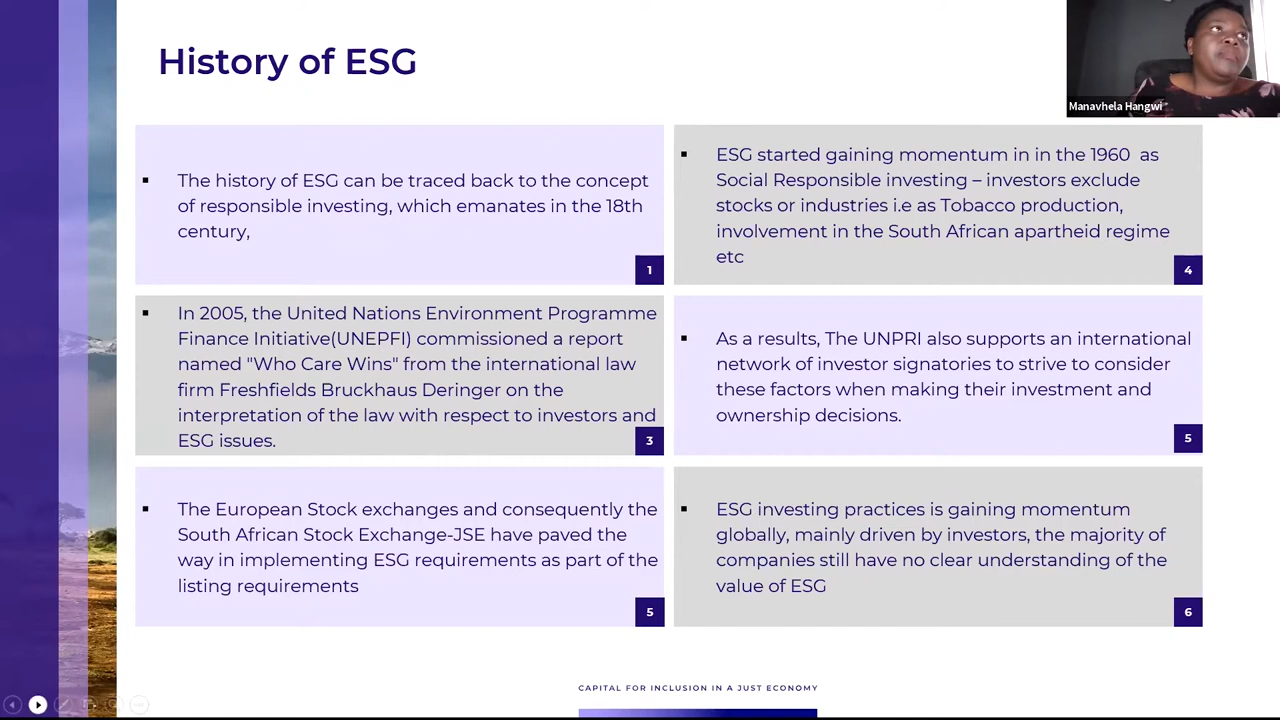 History of ESG
Manavhela Hangwi
▪ The history of ESG can be traced back to the concept
of responsible investing, which emanates in the 18th
century,
1
▪ ESG started gaining momentum in in the 1960 as
Social Responsible investing – investors exclude
stocks or industries i.e as Tobacco production,
involvement in the South African apartheid regime
etc
4
▪ In 2005, the United Nations Environment Programme
Finance Initiative(UNEPFI) commissioned a report
named "Who Care Wins" from the international law
firm Freshfields Bruckhaus Deringer on the
interpretation of the law with respect to investors and
ESG issues.
3
▪ As a results, The UNPRI also supports an international
network of investor signatories to strive to consider
these factors when making their investment and
ownership decisions.
5
▪ The European Stock exchanges and consequently the
South African Stock Exchange-JSE have paved the
way in implementing ESG requirements as part of the
listing requirements
5
▪ ESG investing practices is gaining momentum
globally, mainly driven by investors, the majority of
companies still have no clear understanding of the
value of ESG
6
CAPITAL FOR INCLUSION IN A JUST ECONOMY